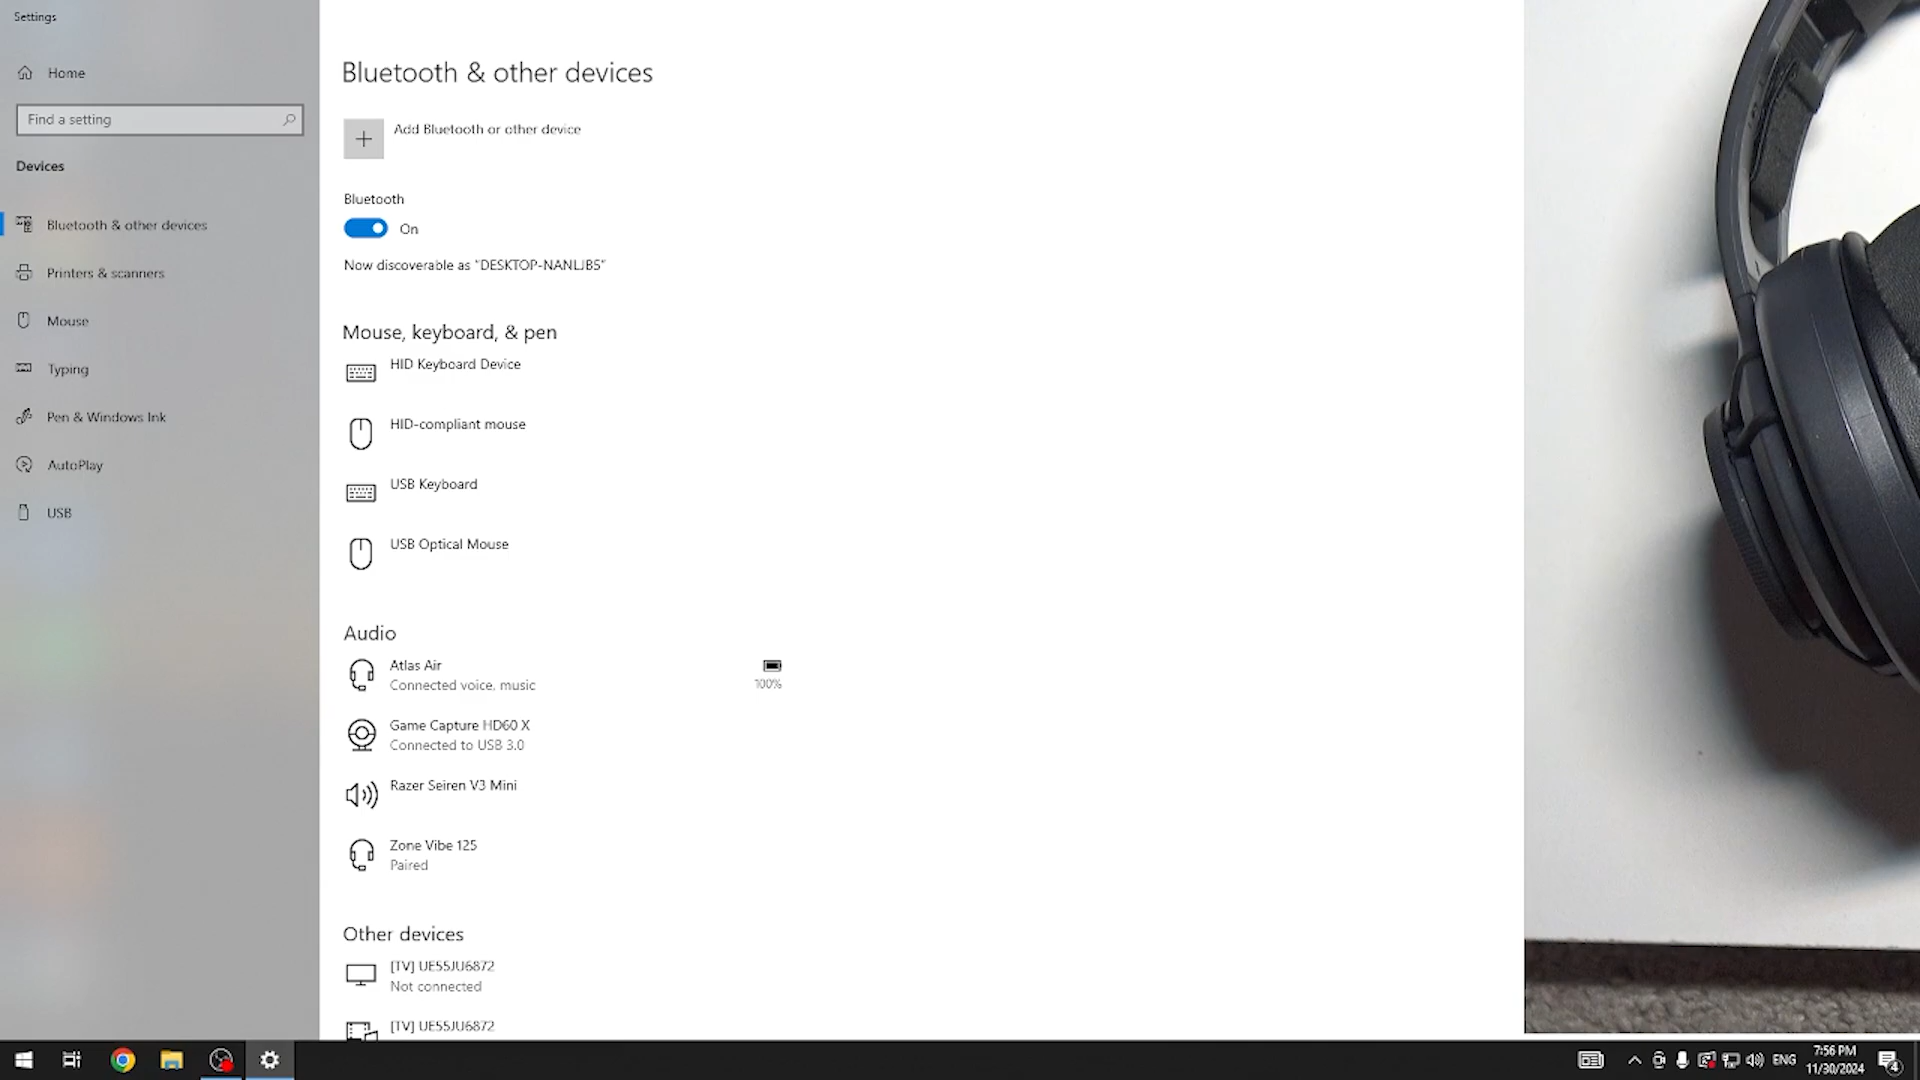 Settings
Home
Find a setting
Devices
Bluetooth & other devices
Printers & scanners
Mouse
Typing
Pen & Windows Ink
AutoPlay
USB
Bluetooth & other devices
Add Bluetooth or other device
Bluetooth
On
Now discoverable as "DESKTOP-NANLJB5"
Mouse, keyboard, & pen
HID Keyboard Device
HID-compliant mouse
USB Keyboard
USB Optical Mouse
Audio
Atlas Air
Connected voice, music
100%
Game Capture HD60 X
Connected to USB 3.0
Razer Seiren V3 Mini
Zone Vibe 125
Paired
Other devices
[TV] UE55JU6872
Not connected
[TV] UE55JU6872
ENG
7:56 PM
11/30/2024
4